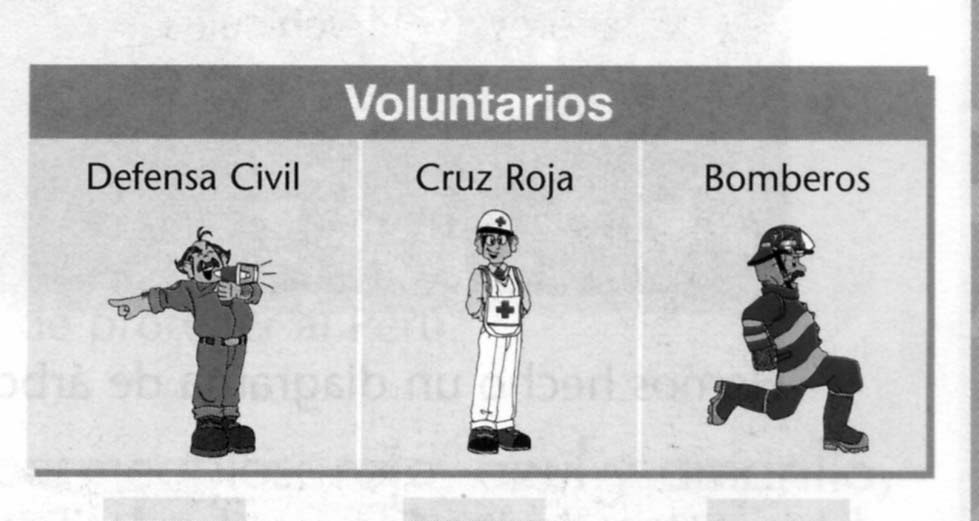 Voluntarios
Defensa Civil
Cruz Roja
Bomberos